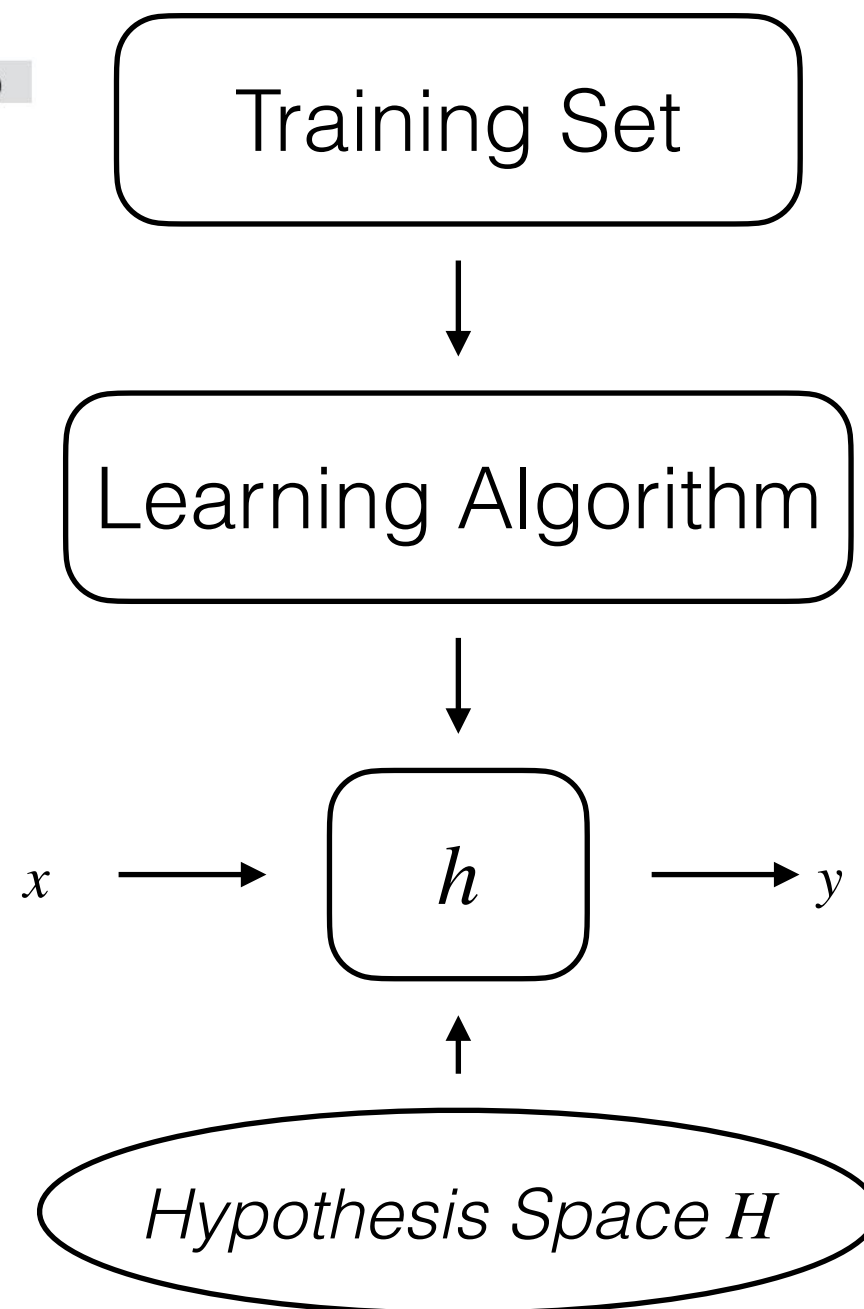 Training Set
Learning Algorithm
x
h
y
Hypothesis Space H